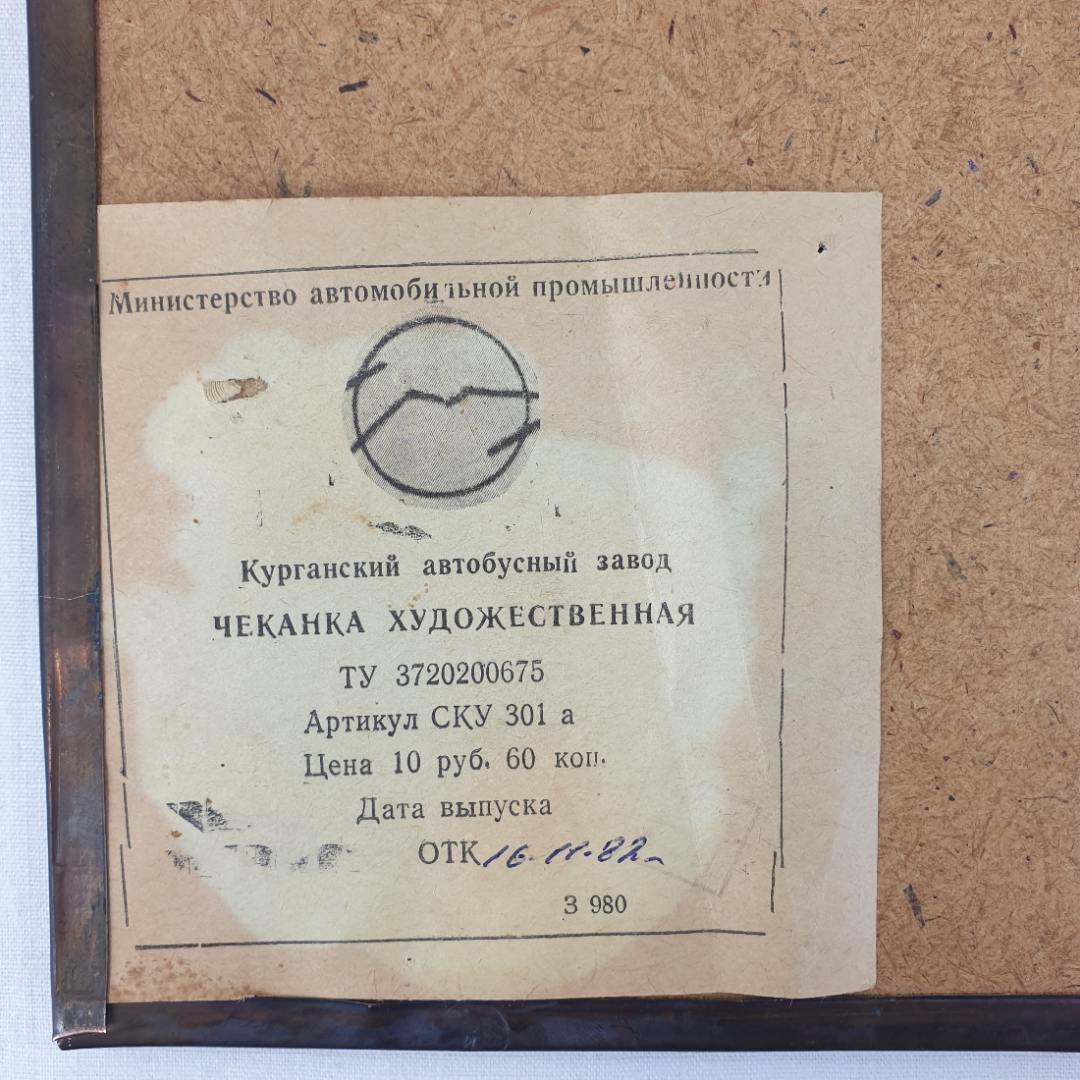 Министерство автомобильной промышленности
Курганский автобусный завод
ЧЕКАНКА ХУДОЖЕСТВЕННАЯ
ТУ 3720200675
Артикул СКУ 301 а
Цена 10 руб. 60 коп.
Дата выпуска
ОТК 16.11.82
З 980